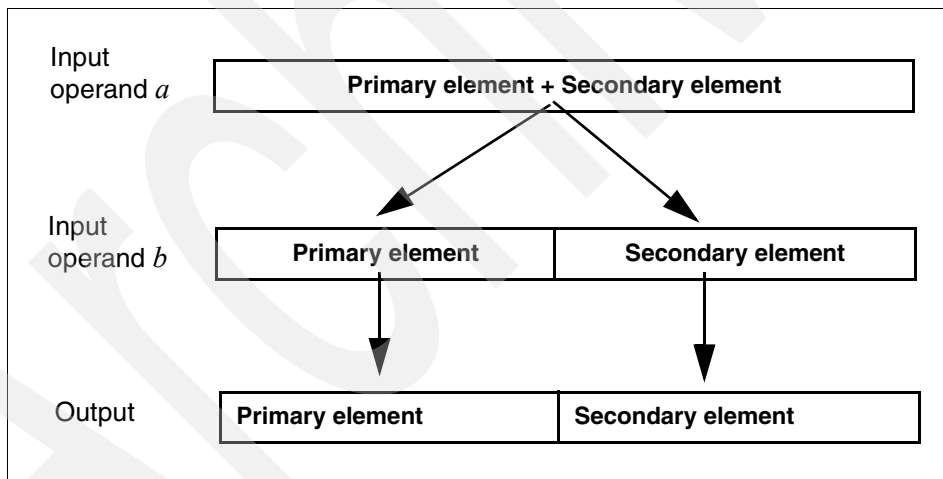 Input
operand a
Primary element + Secondary element
Input
operand b
Primary element
Secondary element
Output
Primary element
Secondary element